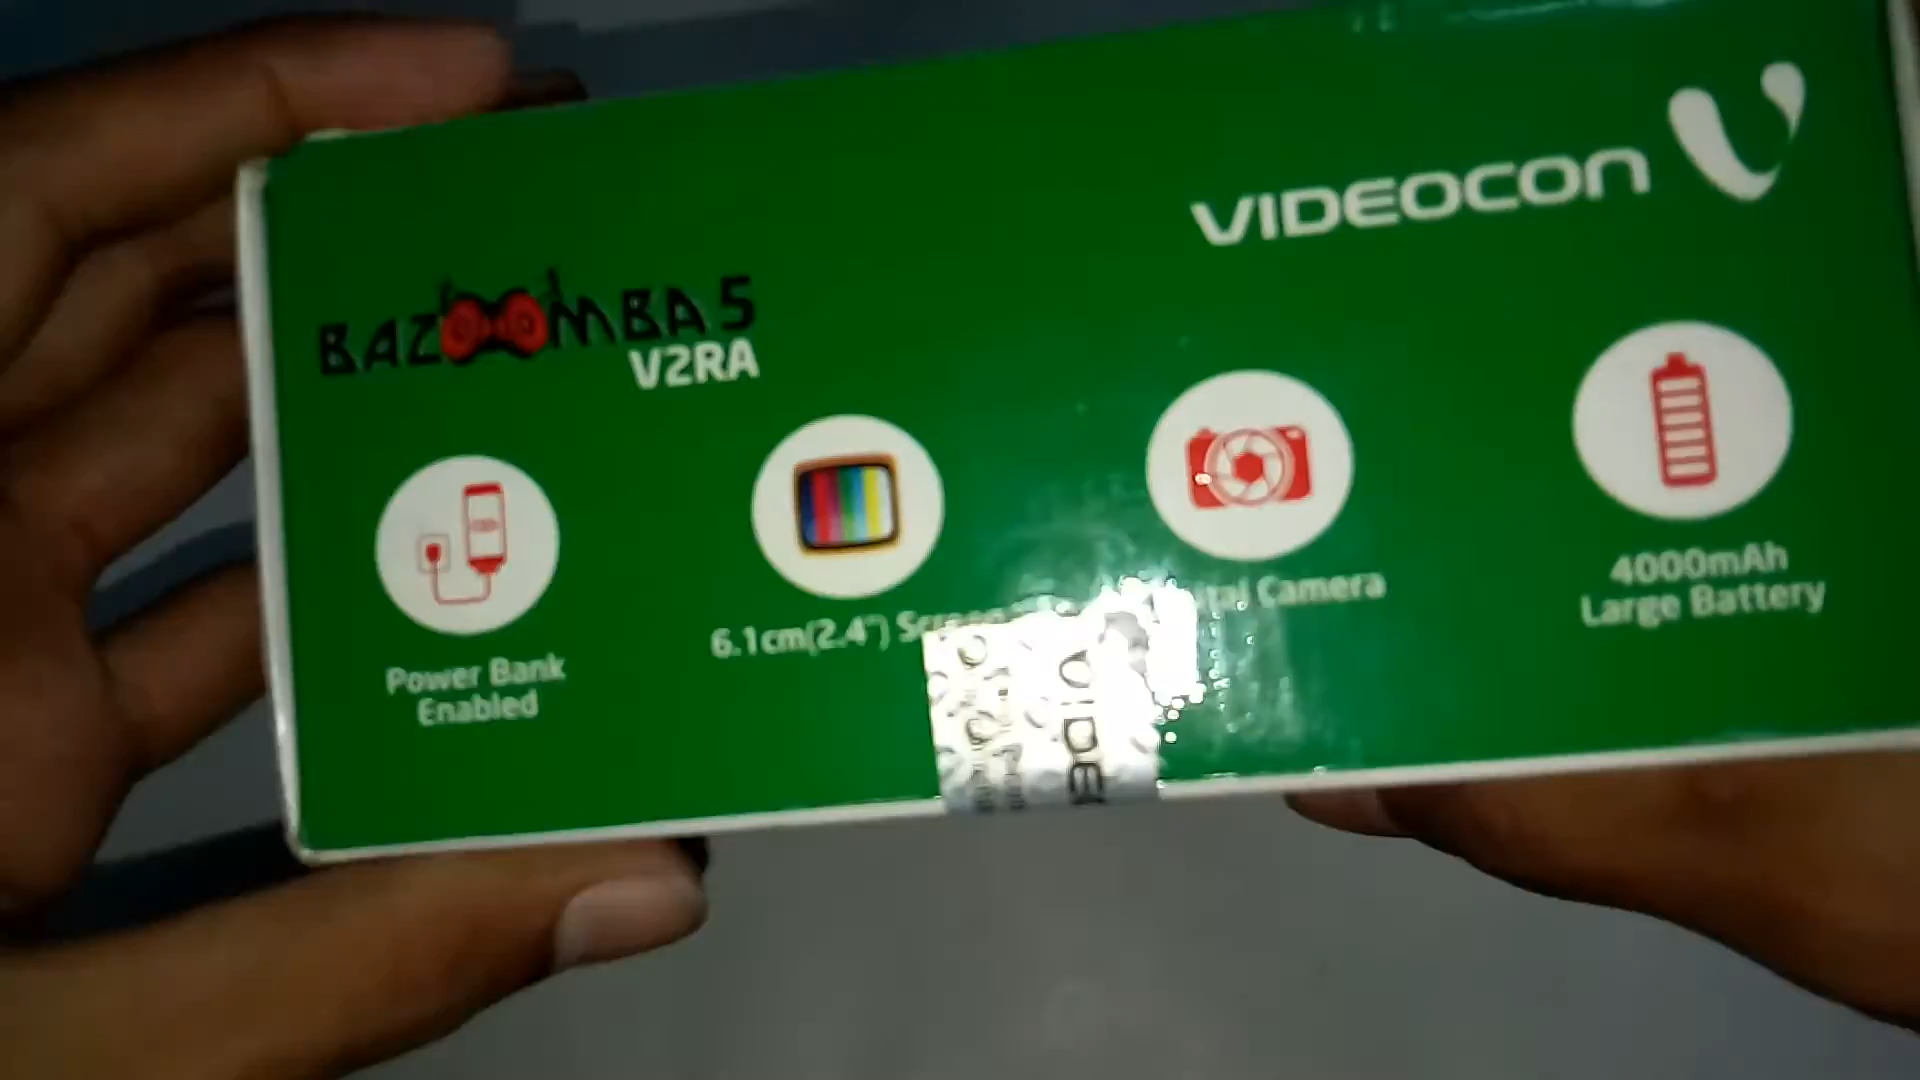 VIDEOCON
BAZOOMBA 5
V2RA
Power Bank
Enabled
6.1cm(2.4")
Camera
4000mAh
Large Battery